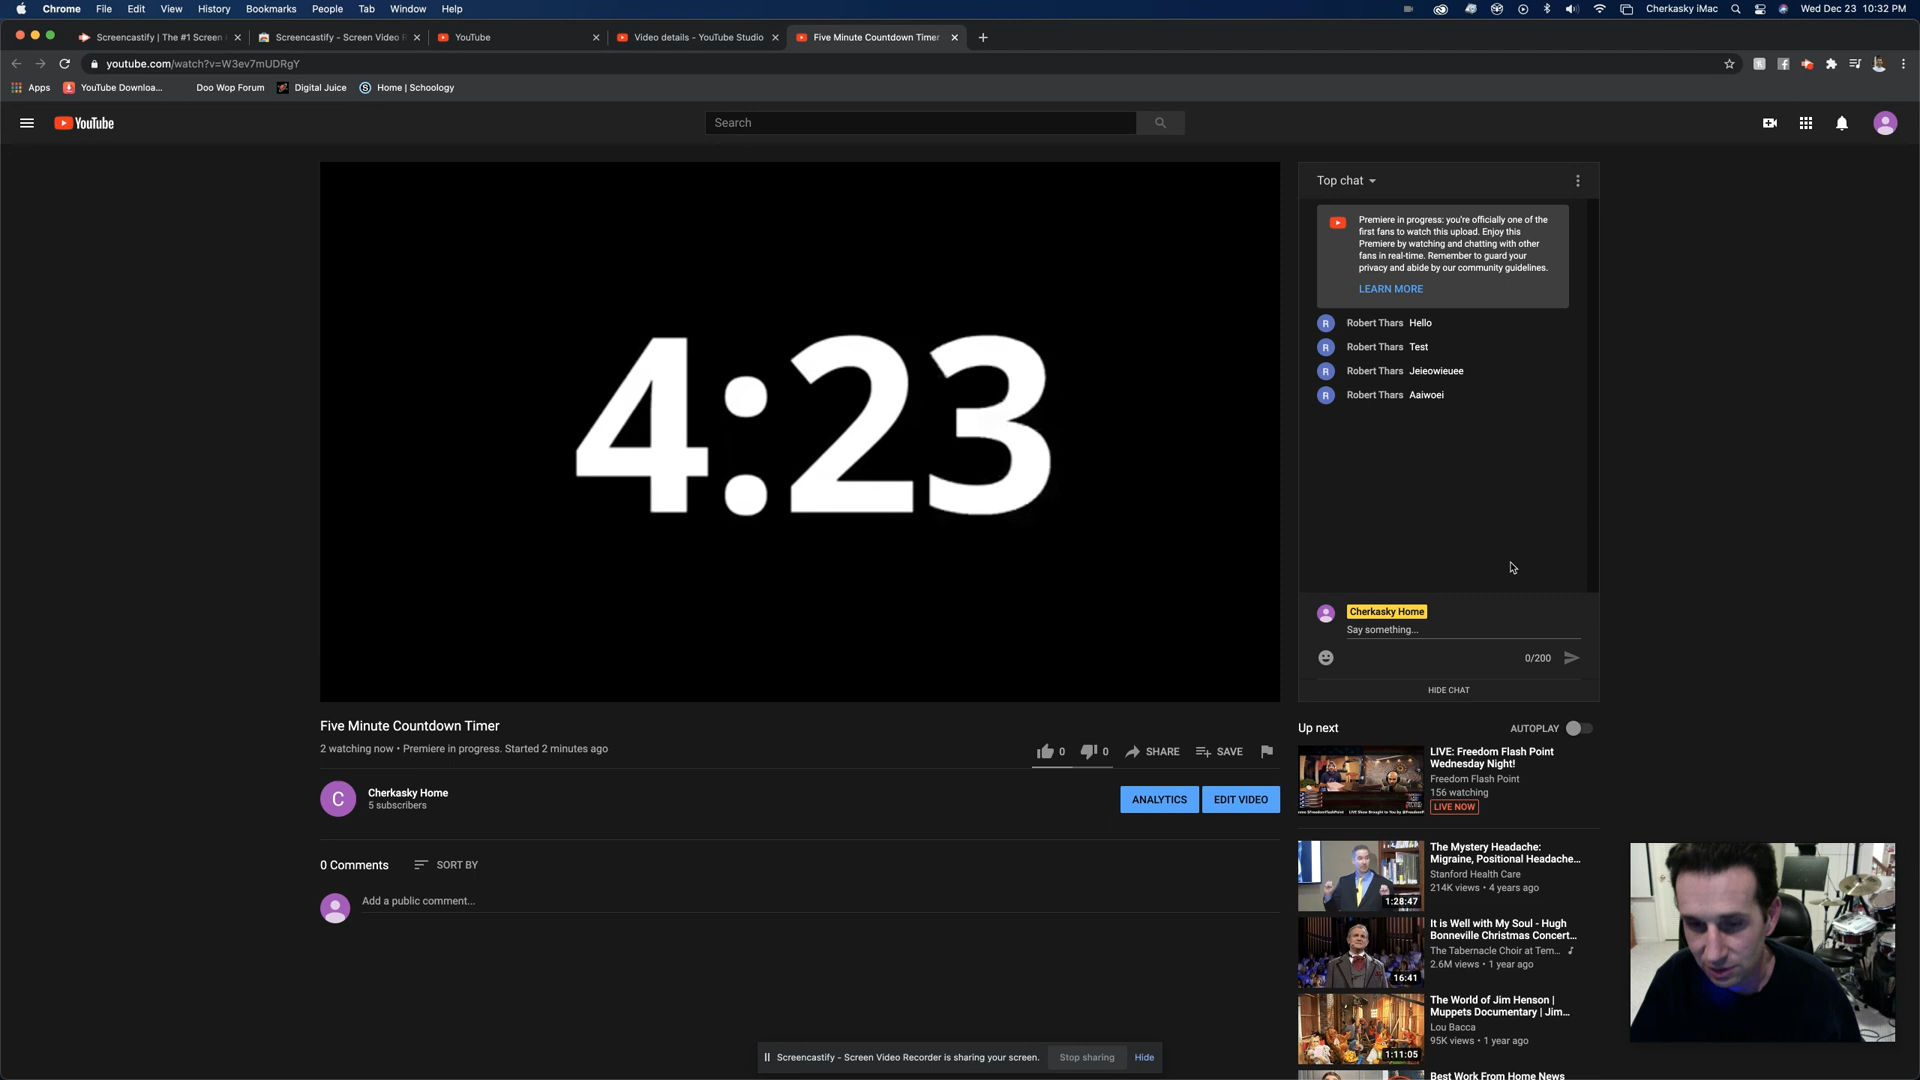 Chrome File Edit View History Bookmarks People Tab Window Help Cherkasky iMac Wed Dec 23 10:32 PM
Screencastify | The #1 Screen Screencastify - Screen Video R YouTube Video details - YouTube Studio Five Minute Countdown Timer
youtube.com/watch?v=W3ev7mUDRgY
Apps YouTube Downloa... Doo Wop Forum Digital Juice Home | Schoology
YouTube
Search
Top chat
Premiere in progress: you're officially one of the
first fans to watch this upload. Enjoy this
Premiere by watching and chatting with other
fans in real-time. Remember to guard your
privacy and abide by our community guidelines.
LEARN MORE
R Robert Thars Hello
R Robert Thars Test
R Robert Thars Jeieowieuee
R Robert Thars Aaiwoei
4:23
Cherkasky Home
Say something...
0/200
HIDE CHAT
Five Minute Countdown Timer
2 watching now • Premiere in progress. Started 2 minutes ago
0 0 SHARE SAVE
C Cherkasky Home
5 subscribers
ANALYTICS EDIT VIDEO
0 Comments SORT BY
Add a public comment...
Up next AUTOPLAY
LIVE: Freedom Flash Point
Wednesday Night!
Freedom Flash Point
156 watching
LIVE NOW
The Mystery Headache:
Migraine, Positional Headache...
Stanford Health Care
214K views • 4 years ago
1:28:47
It is Well with My Soul - Hugh
Bonneville Christmas Concert...
The Tabernacle Choir at Tem...
2.6M views • 1 year ago
16:41
The World of Jim Henson |
Muppets Documentary | Jim...
Lou Bacca
95K views • 1 year ago
1:11:05
Best Work From Home News
Screencastify - Screen Video Recorder is sharing your screen. Stop sharing Hide